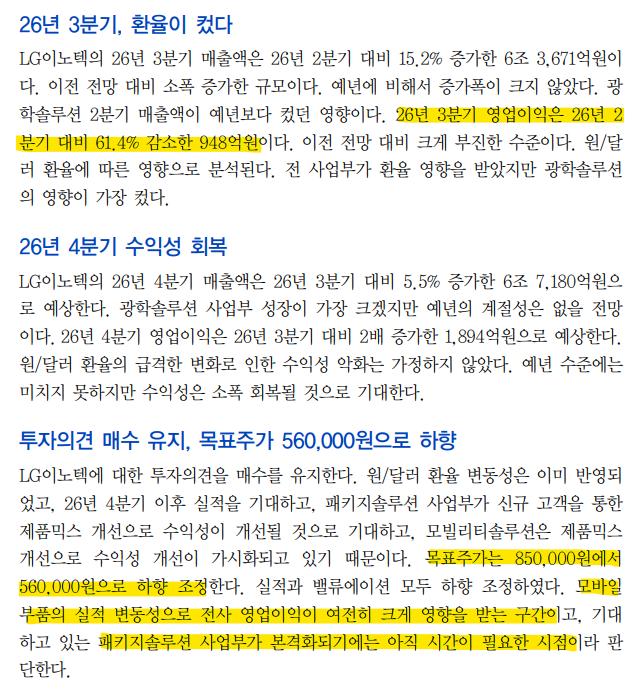 26년 3분기, 환율이 컸다
LG이노텍의 26년 3분기 매출액은 26년 2분기 대비 15.2% 증가한 6조 3,671억원이
다. 이전 전망 대비 소폭 증가한 규모이다. 예년에 비해서 증가폭이 크지 않았다. 광
학솔루션 2분기 매출액이 예년보다 컸던 영향이다. 26년 3분기 영업이익은 26년 2
분기 대비 61.4% 감소한 948억원이다. 이전 전망 대비 크게 부진한 수준이다. 원/달
러 환율에 따른 영향으로 분석된다. 전 사업부가 환율 영향을 받았지만 광학솔루션
의 영향이 가장 컸다.
26년 4분기 수익성 회복
LG이노텍의 26년 4분기 매출액은 26년 3분기 대비 5.5% 증가한 6조 7,180억원으
로 예상한다. 광학솔루션 사업부 성장이 가장 크겠지만 예년의 계절성은 없을 전망
이다. 26년 4분기 영업이익은 26년 3분기 대비 2배 증가한 1,894억원으로 예상한다.
원/달러 환율의 급격한 변화로 인한 수익성 악화는 가정하지 않았다. 예년 수준에는
미치지 못하지만 수익성은 소폭 회복될 것으로 기대한다.
투자의견 매수 유지, 목표주가 560,000원으로 하향
LG이노텍에 대한 투자의견을 매수를 유지한다. 원/달러 환율 변동성은 이미 반영되
었고, 26년 4분기 이후 실적을 기대하고, 패키지솔루션 사업부가 신규 고객을 통한
제품믹스 개선으로 수익성이 개선될 것으로 기대하고, 모빌리티솔루션은 제품믹스
개선으로 수익성 개선이 가시화되고 있기 때문이다. 목표주가는 850,000원에서
560,000원으로 하향 조정한다. 실적과 밸류에이션 모두 하향 조정하였다. 모바일
부품의 실적 변동성으로 전사 영업이익이 여전히 크게 영향을 받는 구간이고, 기대
하고 있는 패키지솔루션 사업부가 본격화되기에는 아직 시간이 필요한 시점이라 판
단한다.